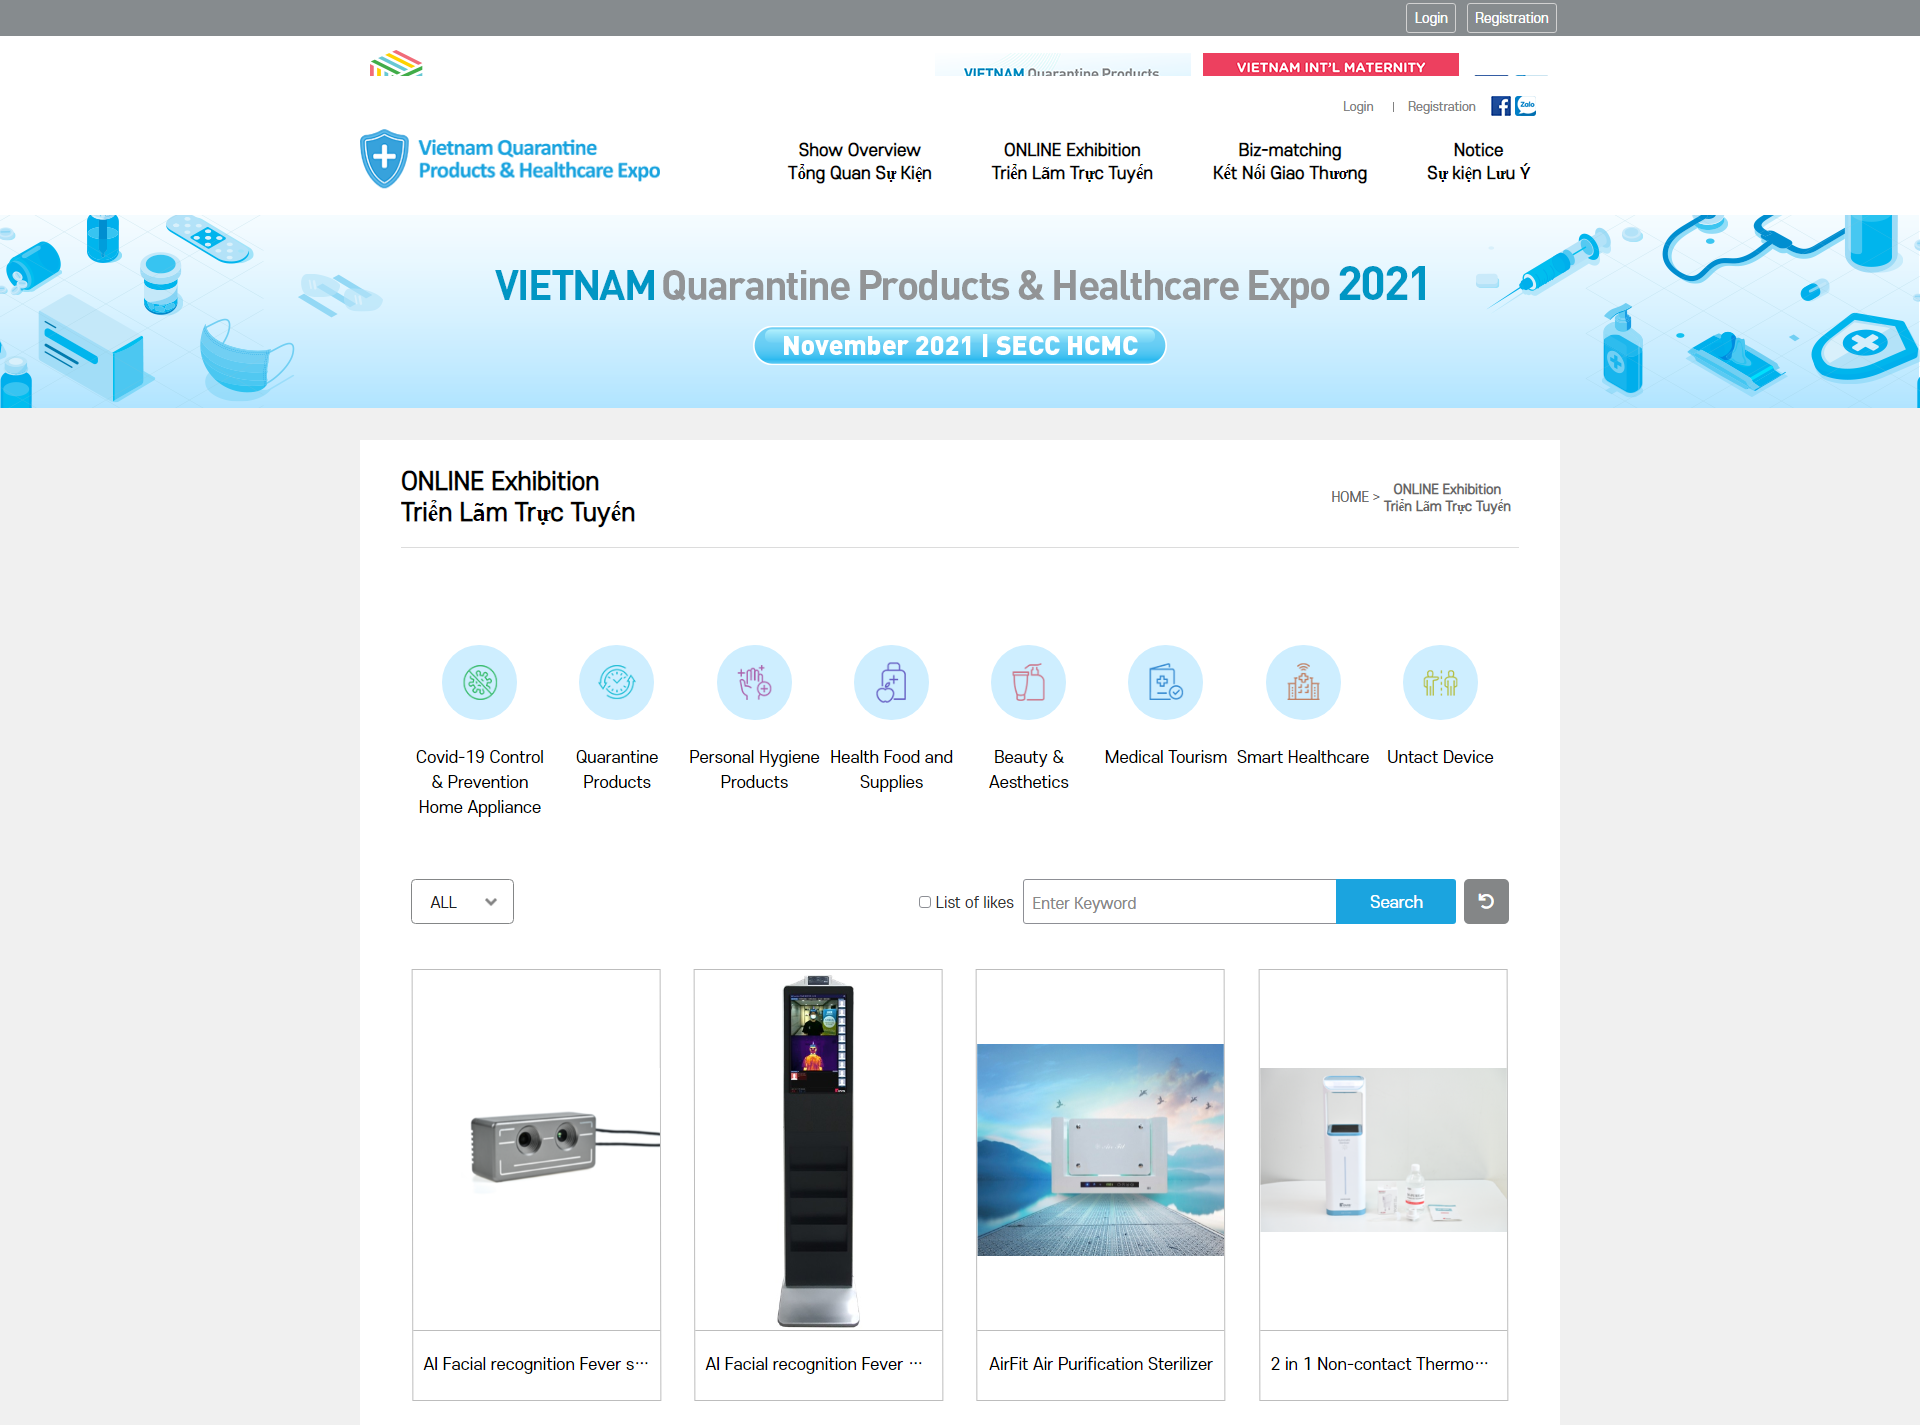 Login
Registration
VIETNAM Quarantine Products
VIETNAM INT'L MATERNITY
Login | Registration
Zalo
Vietnam Quarantine
Products & Healthcare Expo
Show Overview
Tổng Quan Sự Kiện
ONLINE Exhibition
Triển Lãm Trực Tuyến
Biz-matching
Kết Nối Giao Thương
Notice
Sự kiện Lưu Ý
VIETNAM Quarantine Products & Healthcare Expo 2021
November 2021 | SECC HCMC
ONLINE Exhibition
Triển Lãm Trực Tuyến
HOME >
ONLINE Exhibition
Triển Lãm Trực Tuyến
Covid-19 Control
& Prevention
Home Appliance
Quarantine
Products
Personal Hygiene
Products
Health Food and
Supplies
Beauty &
Aesthetics
Medical Tourism
Smart Healthcare
Untact Device
ALL
List of likes
Enter Keyword
Search
AI Facial recognition Fever s···
AI Facial recognition Fever ···
AirFit Air Purification Sterilizer
2 in 1 Non-contact Thermo···